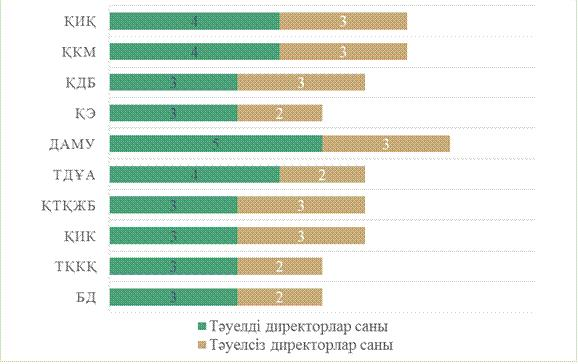 ҚИҚ 4 3
ҚКМ 4 3
ҚДБ 3 3
ҚЭ 3 2
ДАМУ 5 3
ТДҰА 4 2
ҚТҚЖБ 3 3
ҚИК 3 3
ТҚКҚ 3 2
БД 3 2
Тәуелді директорлар саны
Тәуелсіз директорлар саны